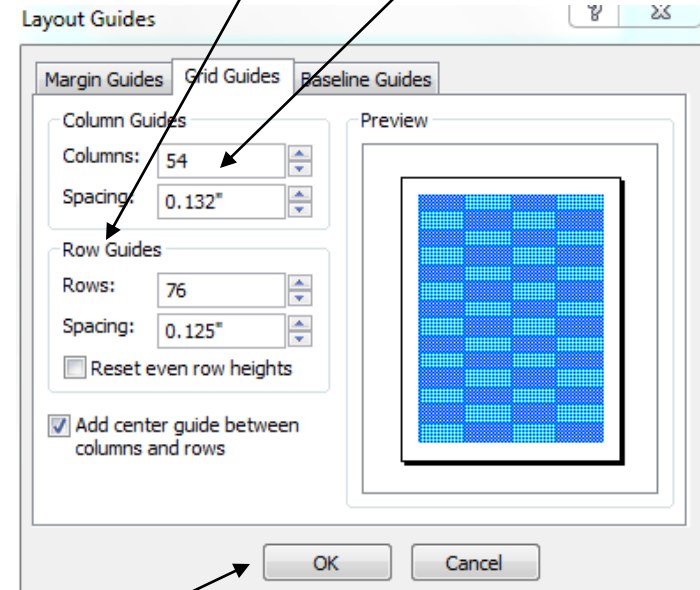 Layout Guides
Margin Guides Grid Guides Baseline Guides
Column Guides
Columns: 54
Spacing: 0.132"
Row Guides
Rows: 76
Spacing: 0.125"
Reset even row heights
Add center guide between
columns and rows
Preview
OK Cancel